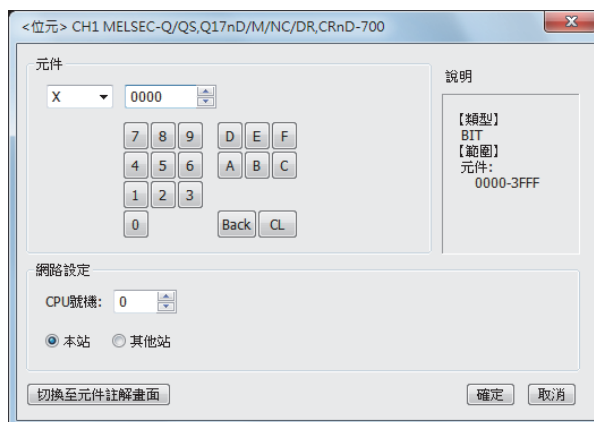 <位元> CH1 MELSEC-Q/QS,Q17nD/M/NC/DR,CRnD-700
元件
X 0000
7 8 9 D E F
4 5 6 A B C
1 2 3
0 Back CL
說明
【類型】
BIT
【範圍】
元件:
0000-3FFF
網路設定
CPU號機: 0
本站 其他站
切換至元件註解畫面 確定 取消